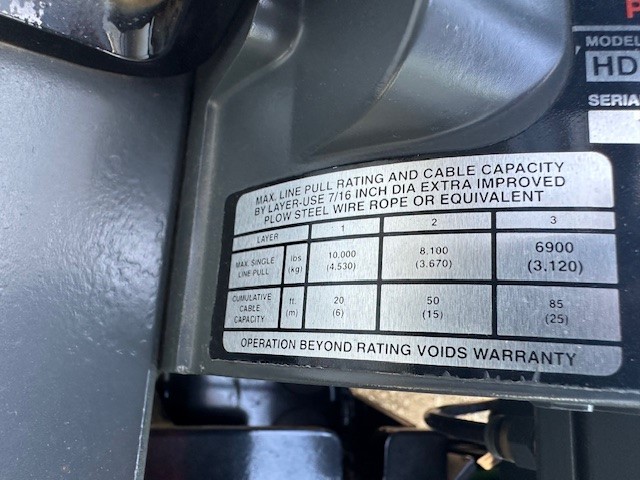 P
MODEL
HD
SERIA
MAX. LINE PULL RATING AND CABLE CAPACITY
BY LAYER-USE 7/16 INCH DIA EXTRA IMPROVED
PLOW STEEL WIRE ROPE OR EQUIVALENT
LAYER 1 2 3
MAX. SINGLE LINE PULL lbs (kg) 10,000 (4.530) 8,100 (3.670) 6900 (3,120)
CUMULATIVE CABLE CAPACITY ft. (m) 20 (6) 50 (15) 85 (25)
OPERATION BEYOND RATING VOIDS WARRANTY